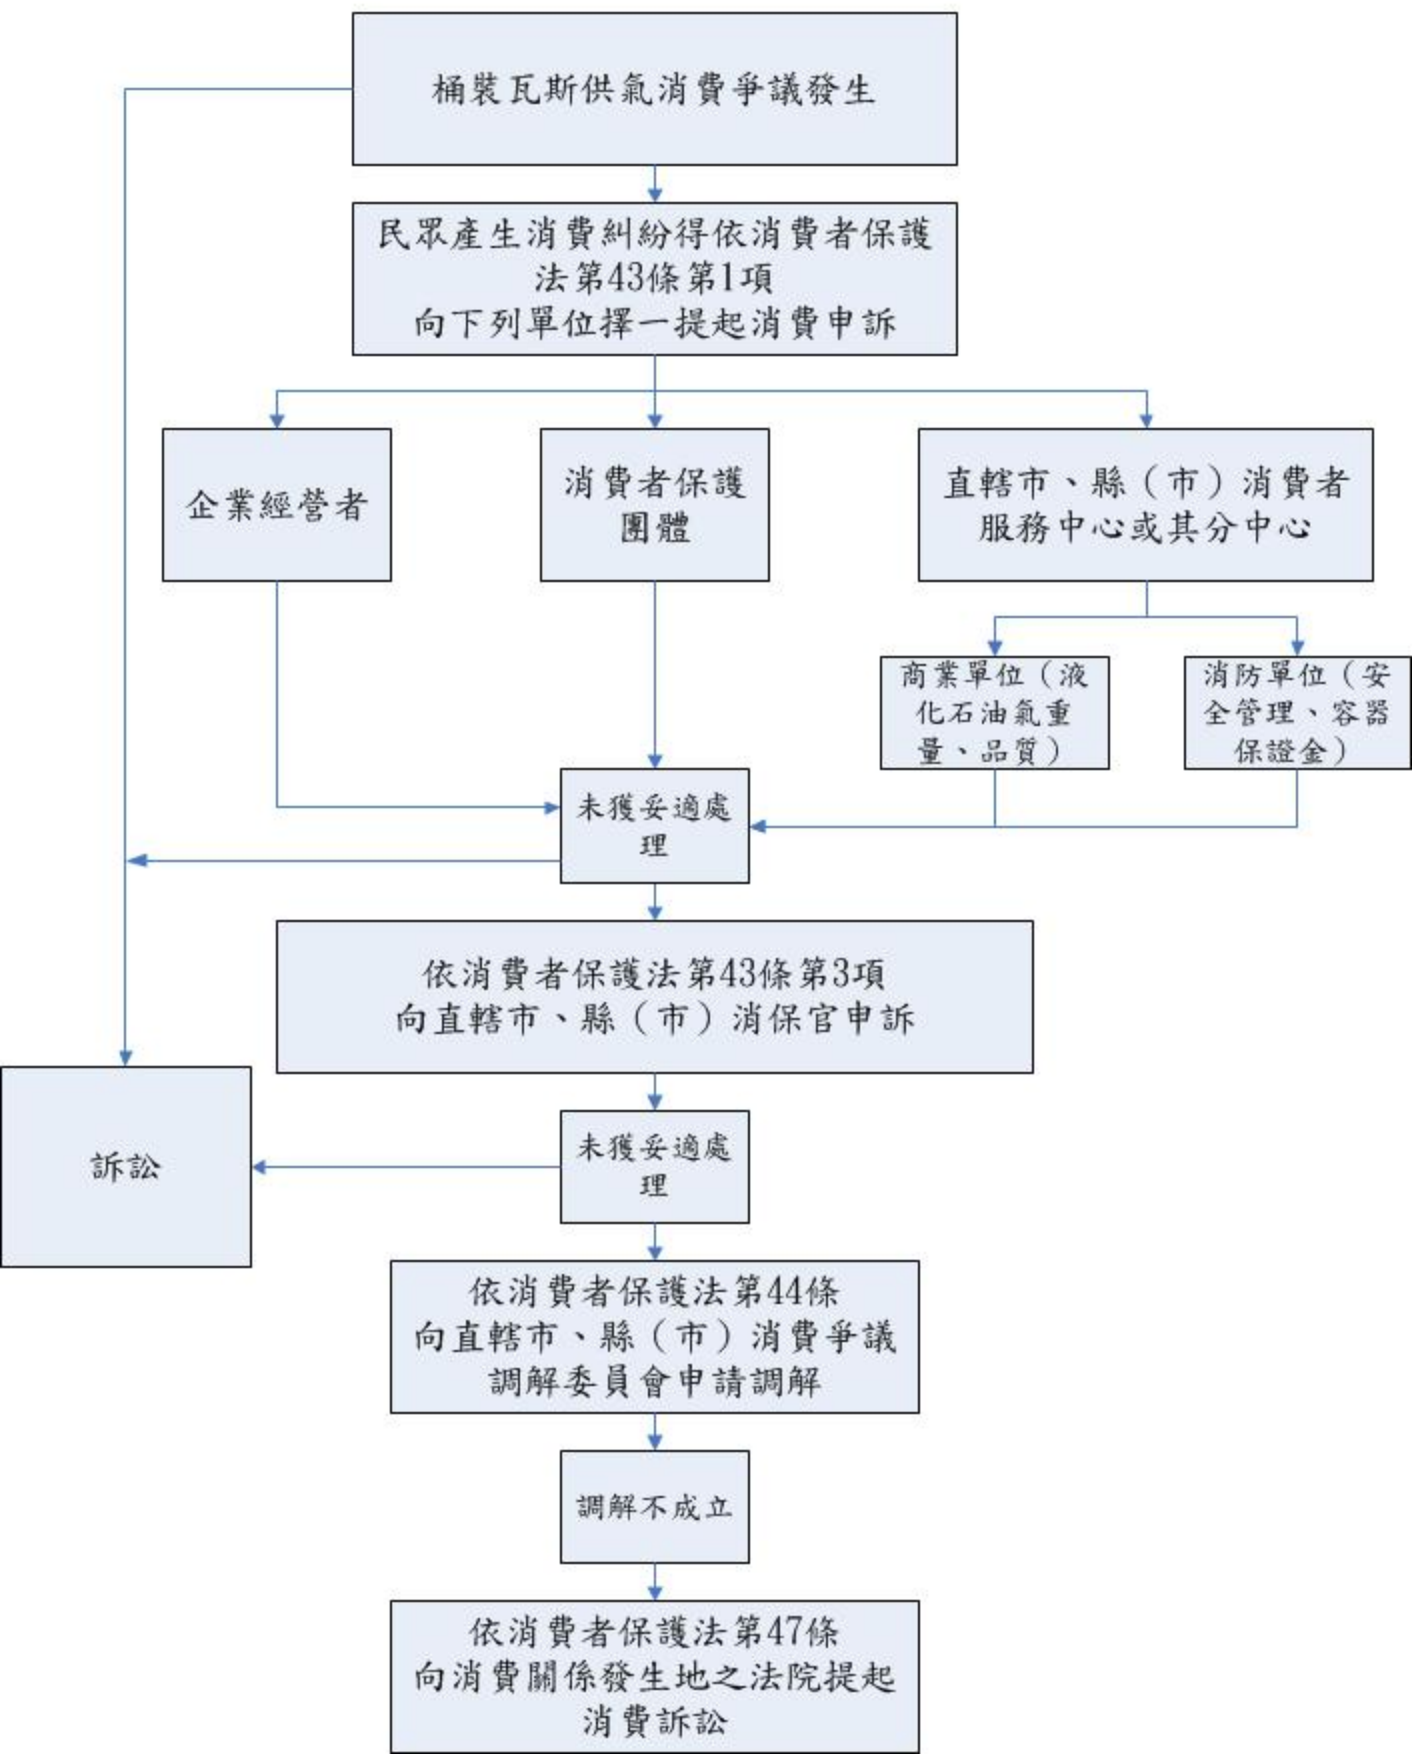 桶裝瓦斯供氣消費爭議發生
民眾產生消費糾紛得依消費者保護
法第43條第1項
向下列單位擇一提起消費申訴
企業經營者
消費者保護
團體
直轄市、縣（市）消費者
服務中心或其分中心
商業單位（液
化石油氣重
量、品質）
消防單位（安
全管理、容器
保證金）
未獲妥適處
理
依消費者保護法第43條第3項
向直轄市、縣（市）消保官申訴
訴訟
未獲妥適處
理
依消費者保護法第44條
向直轄市、縣（市）消費爭議
調解委員會申請調解
調解不成立
依消費者保護法第47條
向消費關係發生地之法院提起
消費訴訟